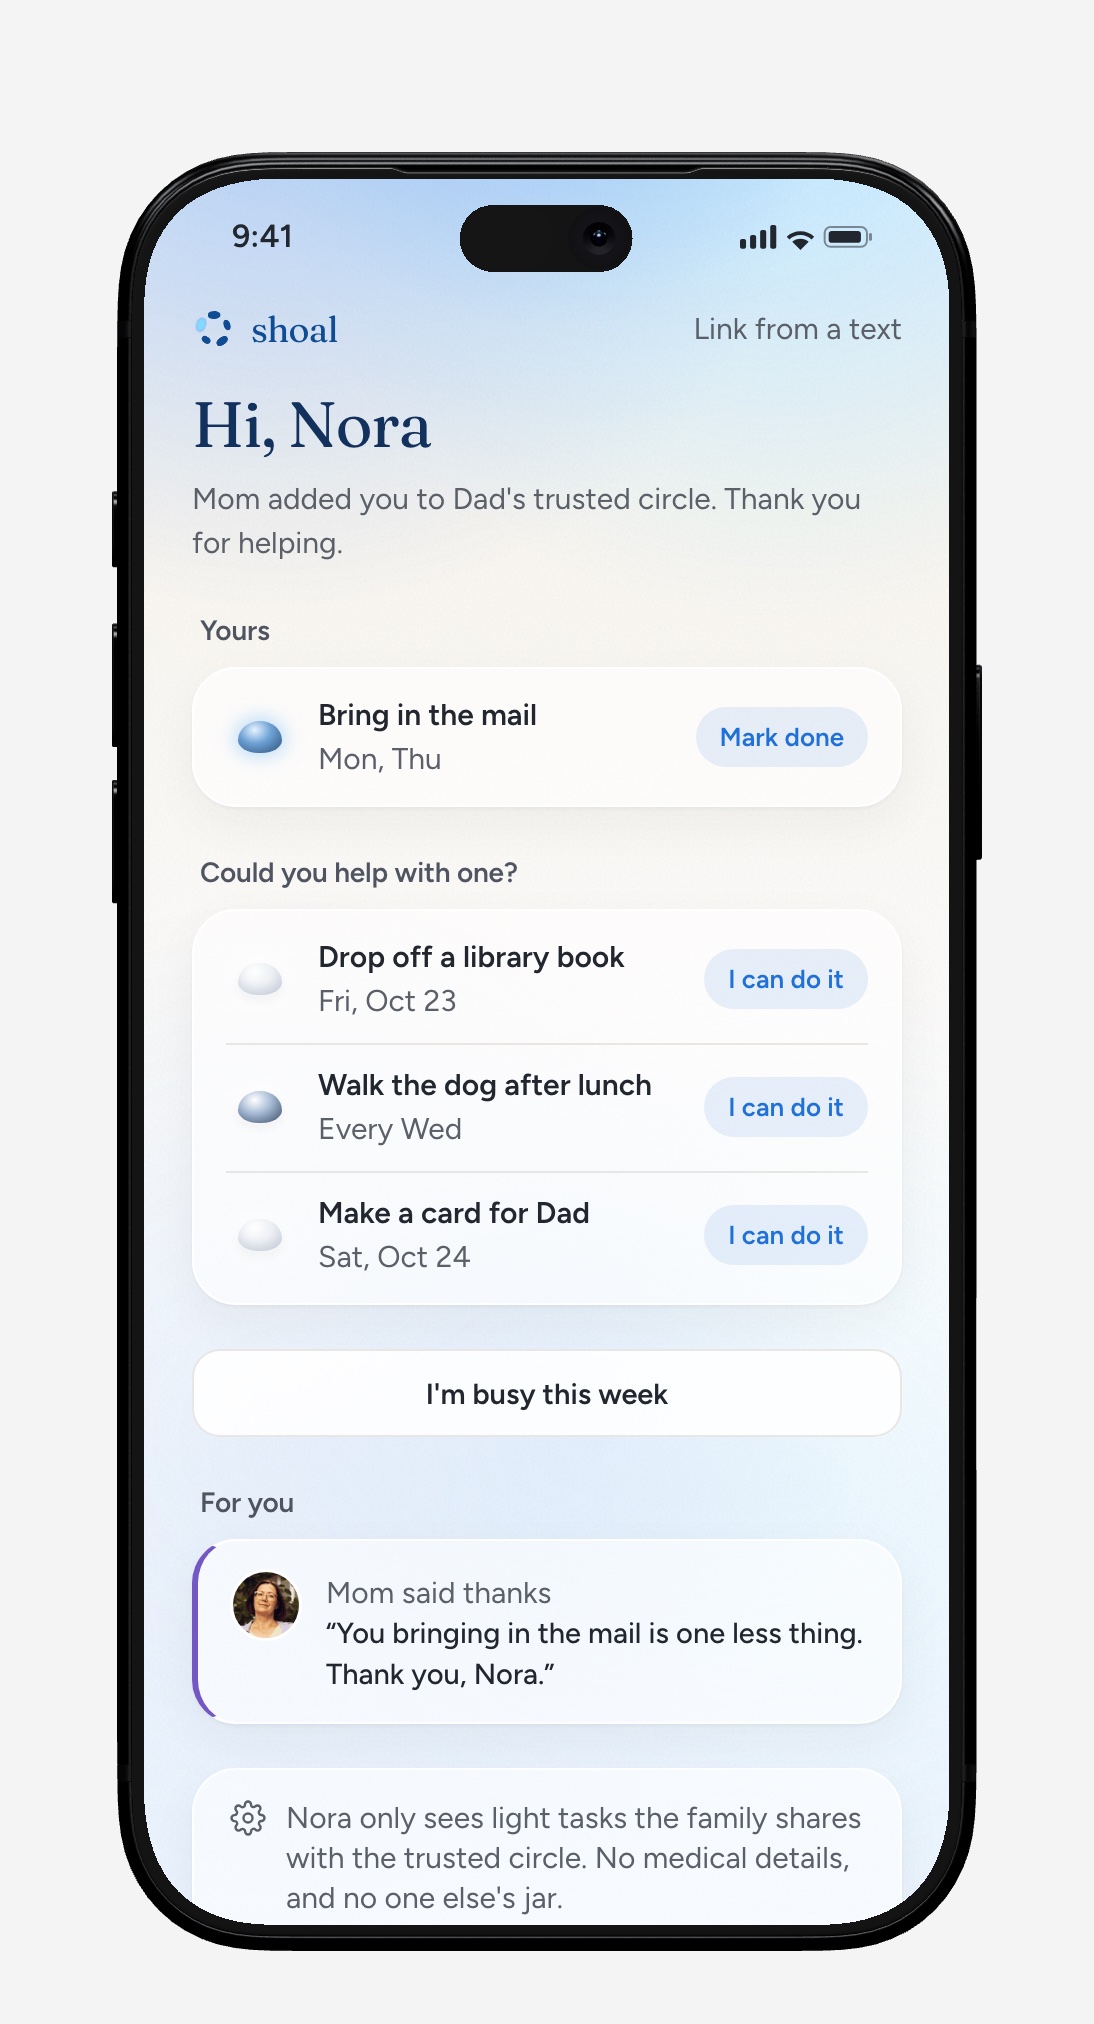 9:41
shoal
Link from a text
Hi, Nora
Mom added you to Dad's trusted circle. Thank you
for helping.
Yours
Bring in the mail
Mon, Thu
Mark done
Could you help with one?
Drop off a library book
Fri, Oct 23
I can do it
Walk the dog after lunch
Every Wed
I can do it
Make a card for Dad
Sat, Oct 24
I can do it
I'm busy this week
For you
Mom said thanks
“You bringing in the mail is one less thing.
Thank you, Nora.”
Nora only sees light tasks the family shares
with the trusted circle. No medical details,
and no one else's jar.